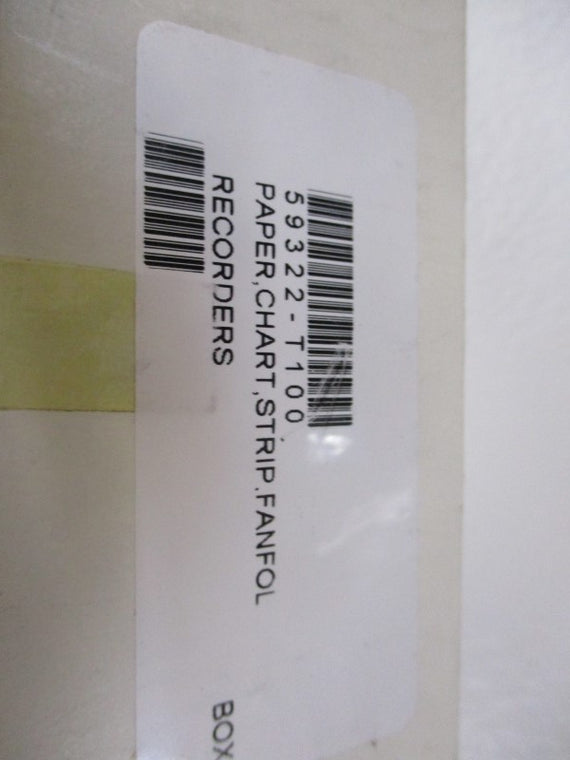 59322-T100
PAPER,CHART,STRIP,FANFOL
RECORDERS BOX